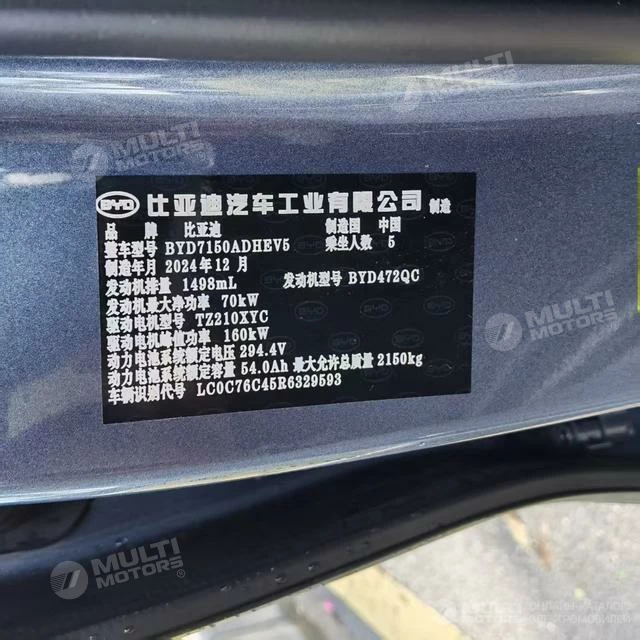 MULTI MOTORS®
MULTI MOTORS®
BYD 比亚迪汽车工业有限公司 制造
品牌 比亚迪 制造国 中国
整车型号 BYD7150ADHEV5 乘坐人数 5
制造年月 2024年12月
发动机排量 1498mL 发动机型号 BYD472QC
发动机最大净功率 70kW
驱动电机型号 TZ210XYC
驱动电机峰值功率 160kW
动力电池系统额定电压 294.4V
动力电池系统额定容量 54.0Ah 最大允许总质量 2150kg
车辆识别代号 LC0C76C45R6329593
MULTI MOTORS®
MULTI MOTORS
ОНЛАЙН-КАТАЛОГ
ЭЛЕКТРОМОБИЛЕЙ